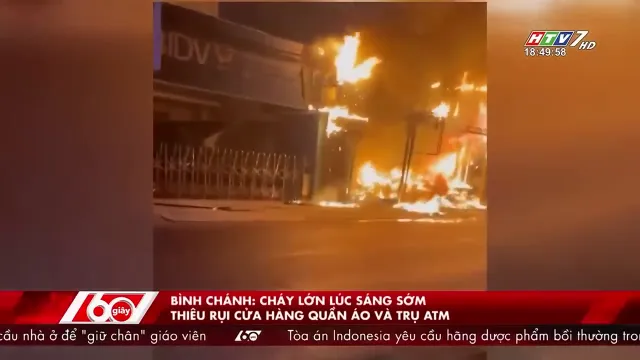 BIDV
HTV7 HD
18:49:58
60 giây
BÌNH CHÁNH: CHÁY LỚN LÚC SÁNG SỚM
THIÊU RỤI CỬA HÀNG QUẦN ÁO VÀ TRỤ ATM
cầu nhà ở để "giữ chân" giáo viên 60 Tòa án Indonesia yêu cầu hãng dược phẩm bồi thường tro